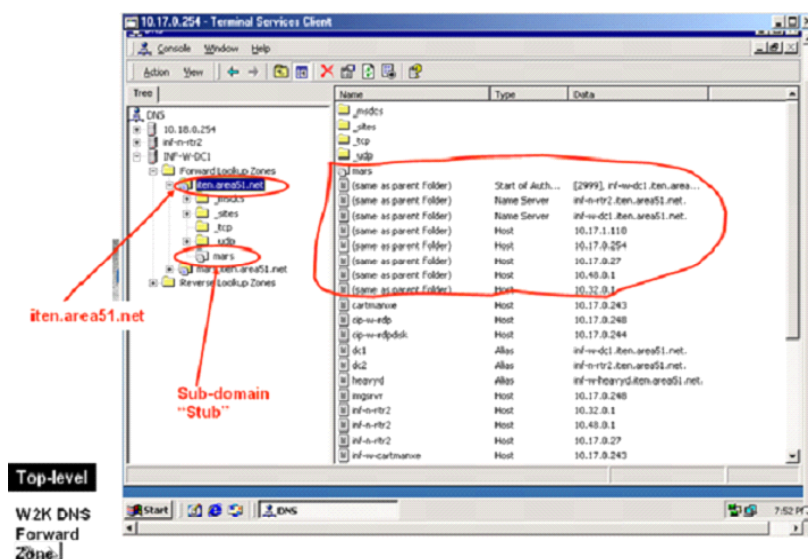 10.17.0.254 - Terminal Services Client
DNS
Console Window Help
Action View
Tree
Name Type Data
DNS
10.18.0.254
inf-n-rtr2
INF-W-DC1
Forward Lookup Zones
iten.area51.net
_msdcs
_sites
_tcp
_udp
mars
mars.iten.area51.net
Reverse Lookup Zones
_msdcs
_sites
_tcp
_udp
mars
(same as parent folder) Start of Auth... [2999], inf-w-dc1.iten.area...
(same as parent folder) Name Server inf-n-rtr2.iten.area51.net.
(same as parent folder) Name Server inf-w-dc1.iten.area51.net.
(same as parent folder) Host 10.17.1.110
(same as parent folder) Host 10.17.0.254
(same as parent folder) Host 10.17.0.27
(same as parent folder) Host 10.48.0.1
(same as parent folder) Host 10.32.0.1
cartmanxe Host 10.17.0.243
cip-w-edp Host 10.17.0.248
cip-w-edpdisk Host 10.17.0.244
dc1 Alias inf-w-dc1.iten.area51.net.
dc2 Alias inf-n-rtr2.iten.area51.net.
heavyd Alias inf-w-heavyd.iten.area51.net.
mgsrvr Host 10.17.0.248
inf-n-rtr2 Host 10.32.0.1
inf-n-rtr2 Host 10.48.0.1
inf-n-rtr2 Host 10.17.0.27
inf-w-cartmanxe Host 10.17.0.243
iten.area51.net
Sub-domain
"Stub"
Top-level
W2K DNS
Forward
Zone
Start DNS 7:52 PM